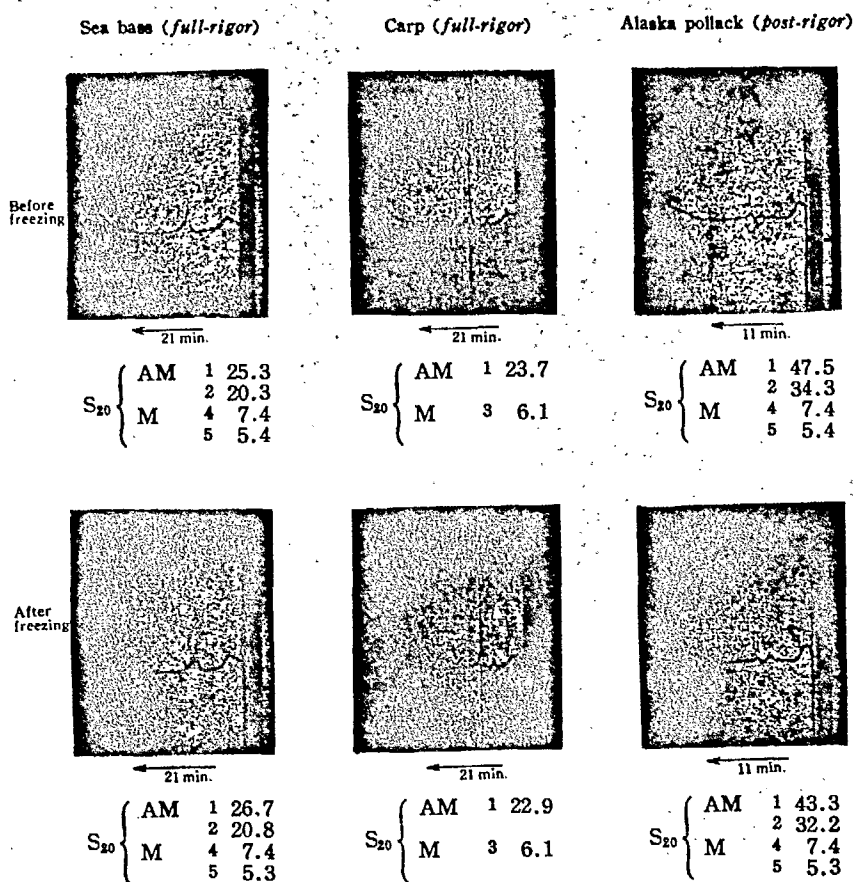 Sea bass (full-rigor) Carp (full-rigor) Alaska pollack (post-rigor)
Before
freezing
21 min. 21 min. 11 min.
S20 { AM 1 25.3 S20 { AM 1 23.7 S20 { AM 1 47.5
2 20.3 2 34.3
M 4 7.4 M 3 6.1 M 4 7.4
5 5.4 5 5.4
After
freezing
21 min. 21 min. 11 min.
S20 { AM 1 26.7 S20 { AM 1 22.9 S20 { AM 1 43.3
2 20.8 2 32.2
M 4 7.4 M 3 6.1 M 4 7.4
5 5.3 5 5.3